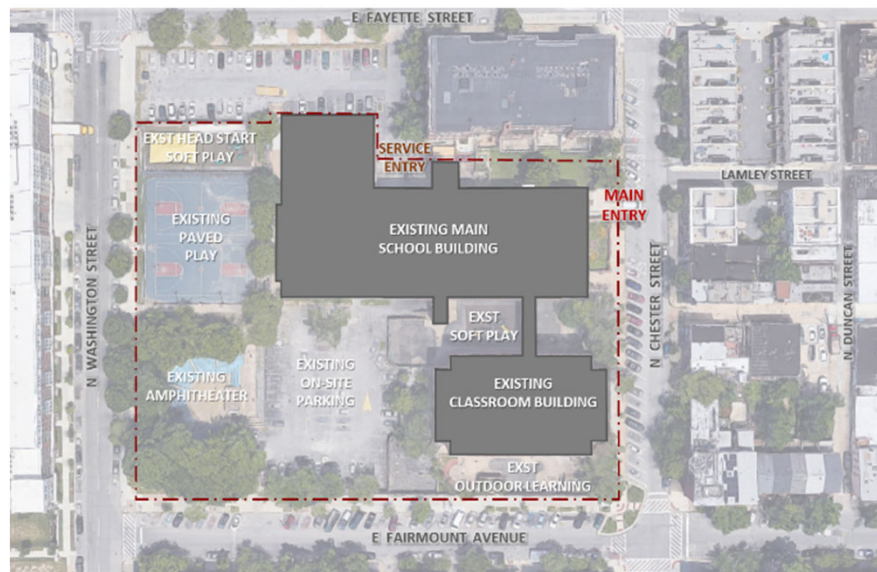 E FAYETTE STREET
EXST HEAD START
SOFT PLAY
SERVICE
ENTRY
LAMLEY STREET
MAIN
ENTRY
EXISTING
PAVED
PLAY
EXISTING MAIN
SCHOOL BUILDING
N WASHINGTON STREET
N CHESTER STREET
N DUNCAN STREET
EXST
SOFT PLAY
EXISTING
AMPHITHEATER
EXISTING
ON-SITE
PARKING
EXISTING
CLASSROOM BUILDING
EXST
OUTDOOR LEARNING
E FAIRMOUNT AVENUE